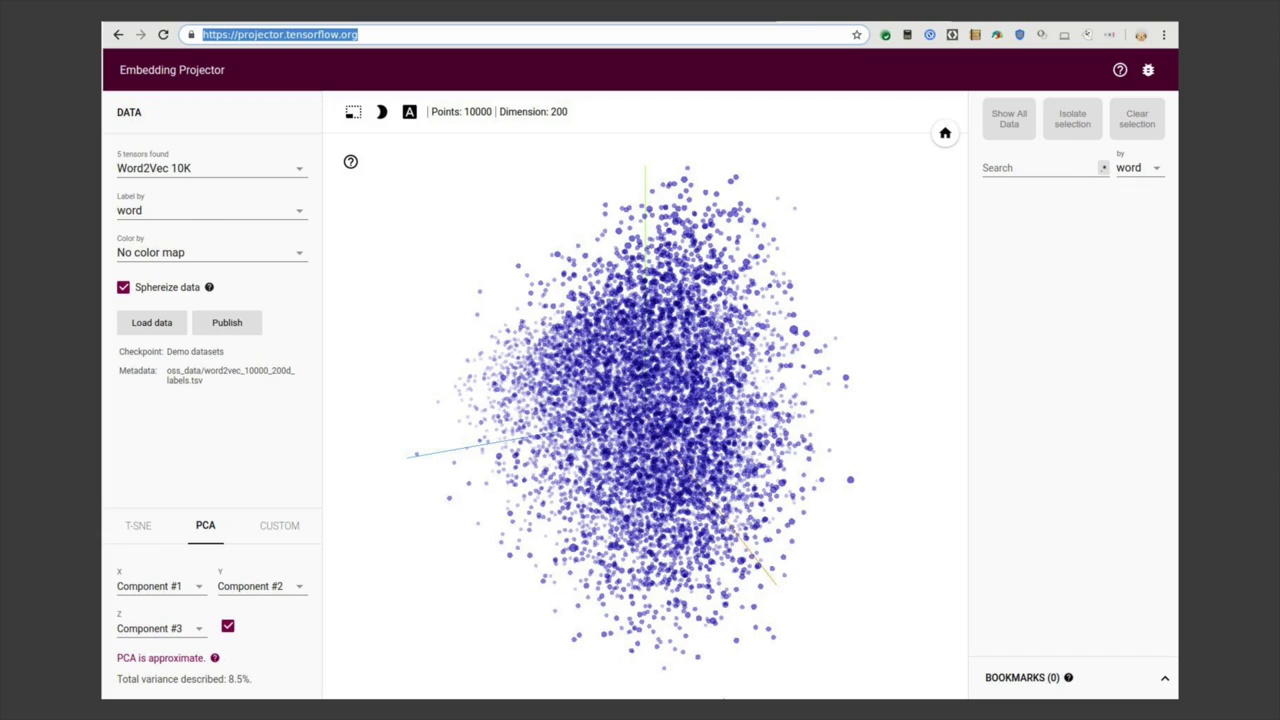 https://projector.tensorflow.org
Embedding Projector
DATA
A
Points: 10000 | Dimension: 200
5 tensors found
Word2Vec 10K
Label by
word
Color by
No color map
Sphereize data
Load data
Publish
Checkpoint: Demo datasets
Metadata: oss_data/word2vec_10000_200d_
labels.tsv
T-SNE
PCA
CUSTOM
X
Component #1
Y
Component #2
Z
Component #3
PCA is approximate.
Total variance described: 8.5%.
Show All
Data
Isolate
selection
Clear
selection
Search
.*
by
word
BOOKMARKS (0)